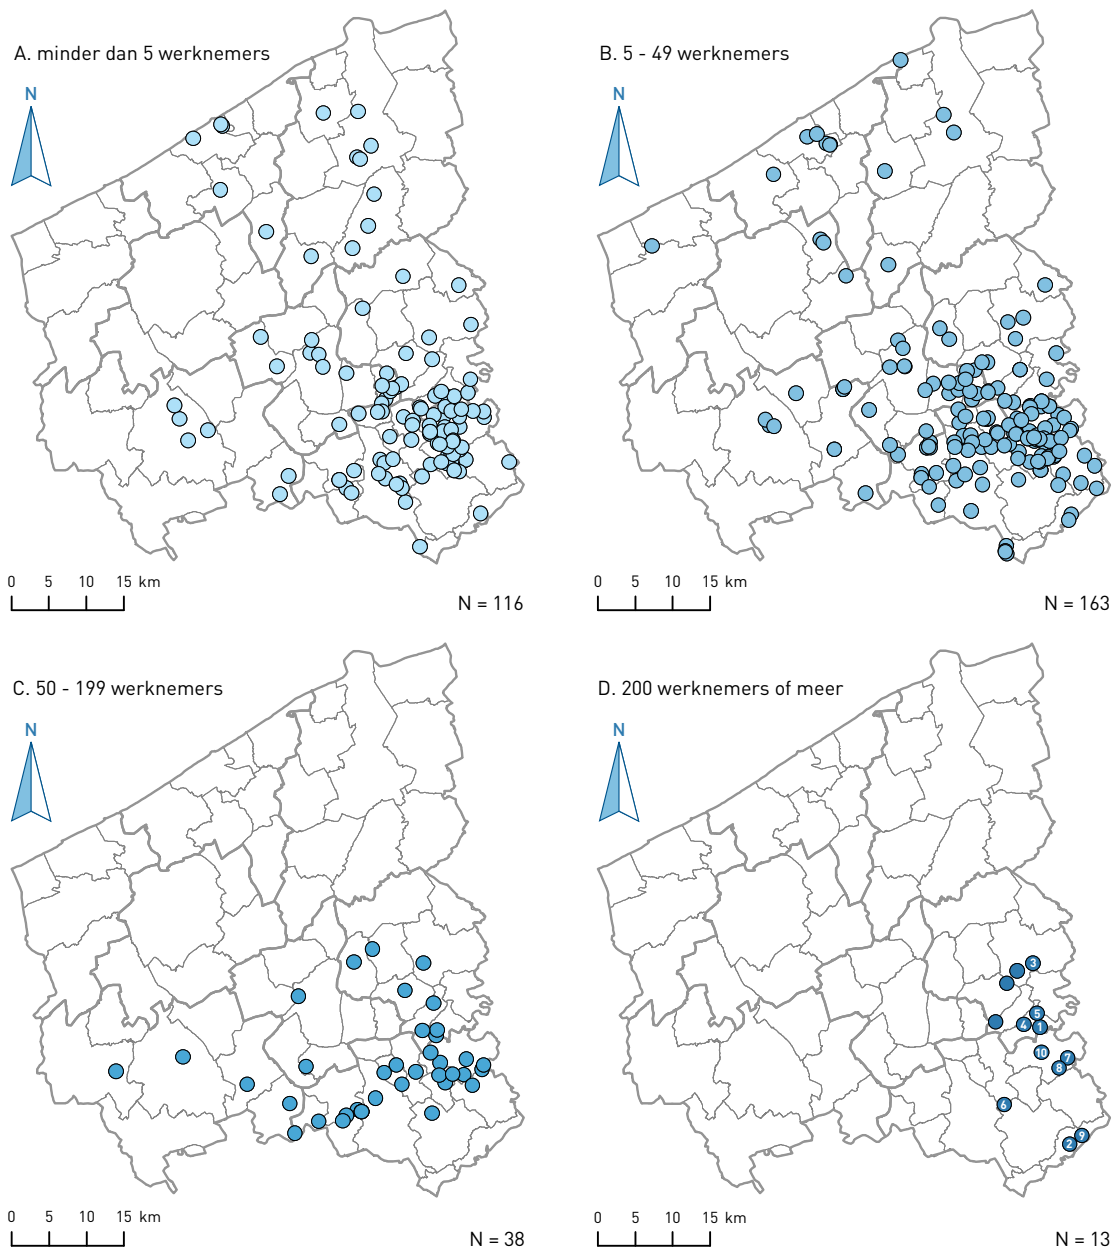 A. minder dan 5 werknemers
N
0 5 10 15 km
N = 116
B. 5 - 49 werknemers
N
0 5 10 15 km
N = 163
C. 50 - 199 werknemers
N
0 5 10 15 km
N = 38
D. 200 werknemers of meer
N
3
5
4
1
10
7
8
6
9
2
0 5 10 15 km
N = 13